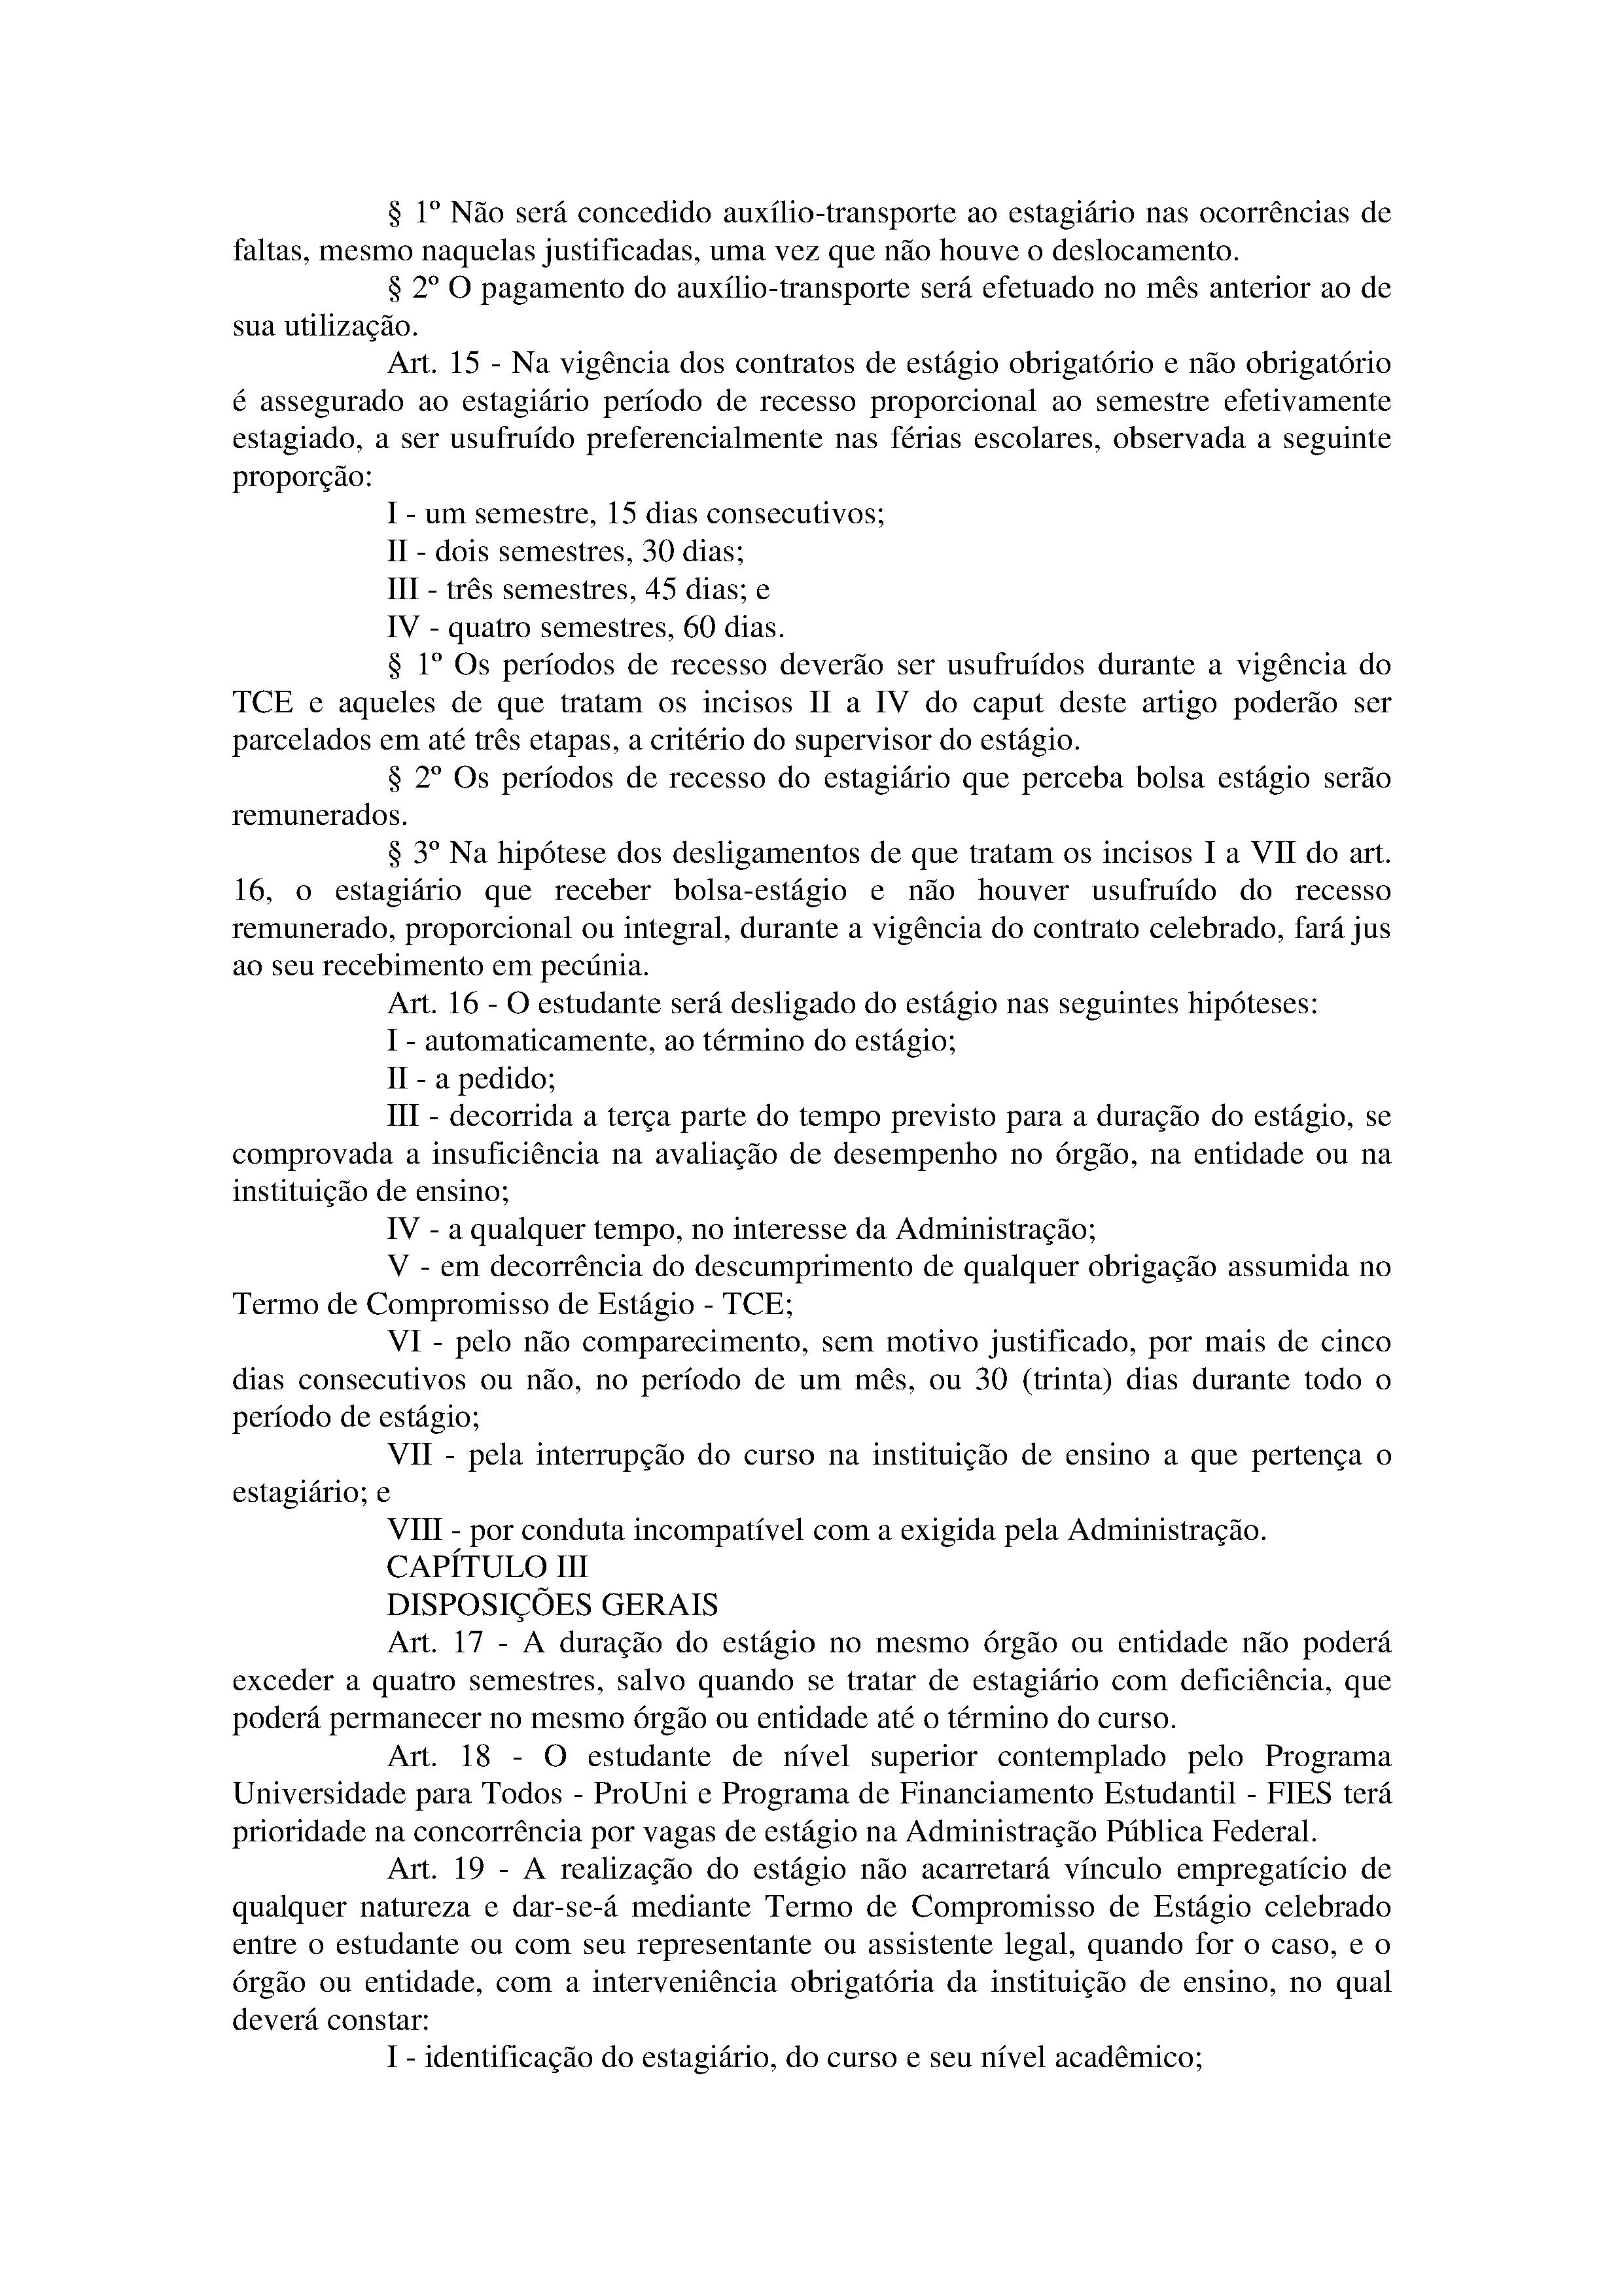 § 1º Não será concedido auxílio-transporte ao estagiário nas ocorrências de
faltas, mesmo naquelas justificadas, uma vez que não houve o deslocamento.
§ 2º O pagamento do auxílio-transporte será efetuado no mês anterior ao de
sua utilização.
Art. 15 - Na vigência dos contratos de estágio obrigatório e não obrigatório
é assegurado ao estagiário período de recesso proporcional ao semestre efetivamente
estagiado, a ser usufruído preferencialmente nas férias escolares, observada a seguinte
proporção:
I - um semestre, 15 dias consecutivos;
II - dois semestres, 30 dias;
III - três semestres, 45 dias; e
IV - quatro semestres, 60 dias.
§ 1º Os períodos de recesso deverão ser usufruídos durante a vigência do
TCE e aqueles de que tratam os incisos II a IV do caput deste artigo poderão ser
parcelados em até três etapas, a critério do supervisor do estágio.
§ 2º Os períodos de recesso do estagiário que perceba bolsa estágio serão
remunerados.
§ 3º Na hipótese dos desligamentos de que tratam os incisos I a VII do art.
16, o estagiário que receber bolsa-estágio e não houver usufruído do recesso
remunerado, proporcional ou integral, durante a vigência do contrato celebrado, fará jus
ao seu recebimento em pecúnia.
Art. 16 - O estudante será desligado do estágio nas seguintes hipóteses:
I - automaticamente, ao término do estágio;
II - a pedido;
III - decorrida a terça parte do tempo previsto para a duração do estágio, se
comprovada a insuficiência na avaliação de desempenho no órgão, na entidade ou na
instituição de ensino;
IV - a qualquer tempo, no interesse da Administração;
V - em decorrência do descumprimento de qualquer obrigação assumida no
Termo de Compromisso de Estágio - TCE;
VI - pelo não comparecimento, sem motivo justificado, por mais de cinco
dias consecutivos ou não, no período de um mês, ou 30 (trinta) dias durante todo o
período de estágio;
VII - pela interrupção do curso na instituição de ensino a que pertença o
estagiário; e
VIII - por conduta incompatível com a exigida pela Administração.
CAPÍTULO III
DISPOSIÇÕES GERAIS
Art. 17 - A duração do estágio no mesmo órgão ou entidade não poderá
exceder a quatro semestres, salvo quando se tratar de estagiário com deficiência, que
poderá permanecer no mesmo órgão ou entidade até o término do curso.
Art. 18 - O estudante de nível superior contemplado pelo Programa
Universidade para Todos - ProUni e Programa de Financiamento Estudantil - FIES terá
prioridade na concorrência por vagas de estágio na Administração Pública Federal.
Art. 19 - A realização do estágio não acarretará vínculo empregatício de
qualquer natureza e dar-se-á mediante Termo de Compromisso de Estágio celebrado
entre o estudante ou com seu representante ou assistente legal, quando for o caso, e o
órgão ou entidade, com a interveniência obrigatória da instituição de ensino, no qual
deverá constar:
I - identificação do estagiário, do curso e seu nível acadêmico;